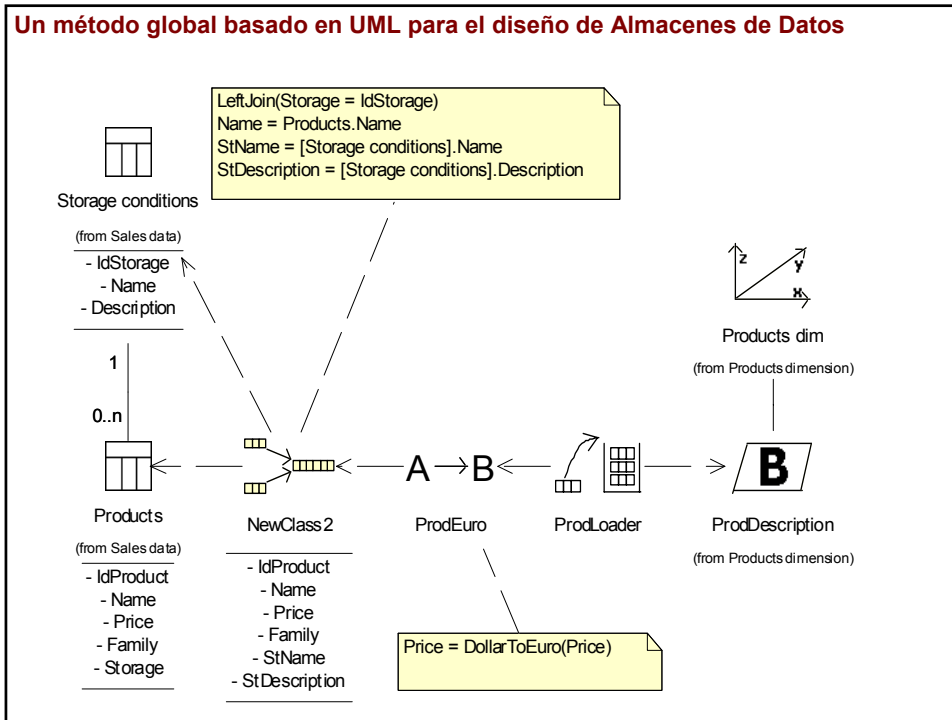 Un método global basado en UML para el diseño de Almacenes de Datos
LeftJoin(Storage = IdStorage)
Name = Products.Name
StName = [Storage conditions].Name
StDescription = [Storage conditions].Description
Storage conditions
(from Sales data)
- IdStorage
- Name
- Description
1
0..n
Products
(from Sales data)
- IdProduct
- Name
- Price
- Family
- Storage
NewClass2
- IdProduct
- Name
- Price
- Family
- StName
- StDescription
A B
ProdEuro
Price = DollarToEuro(Price)
ProdLoader
z
y
x
Products dim
(from Products dimension)
B
ProdDescription
(from Products dimension)